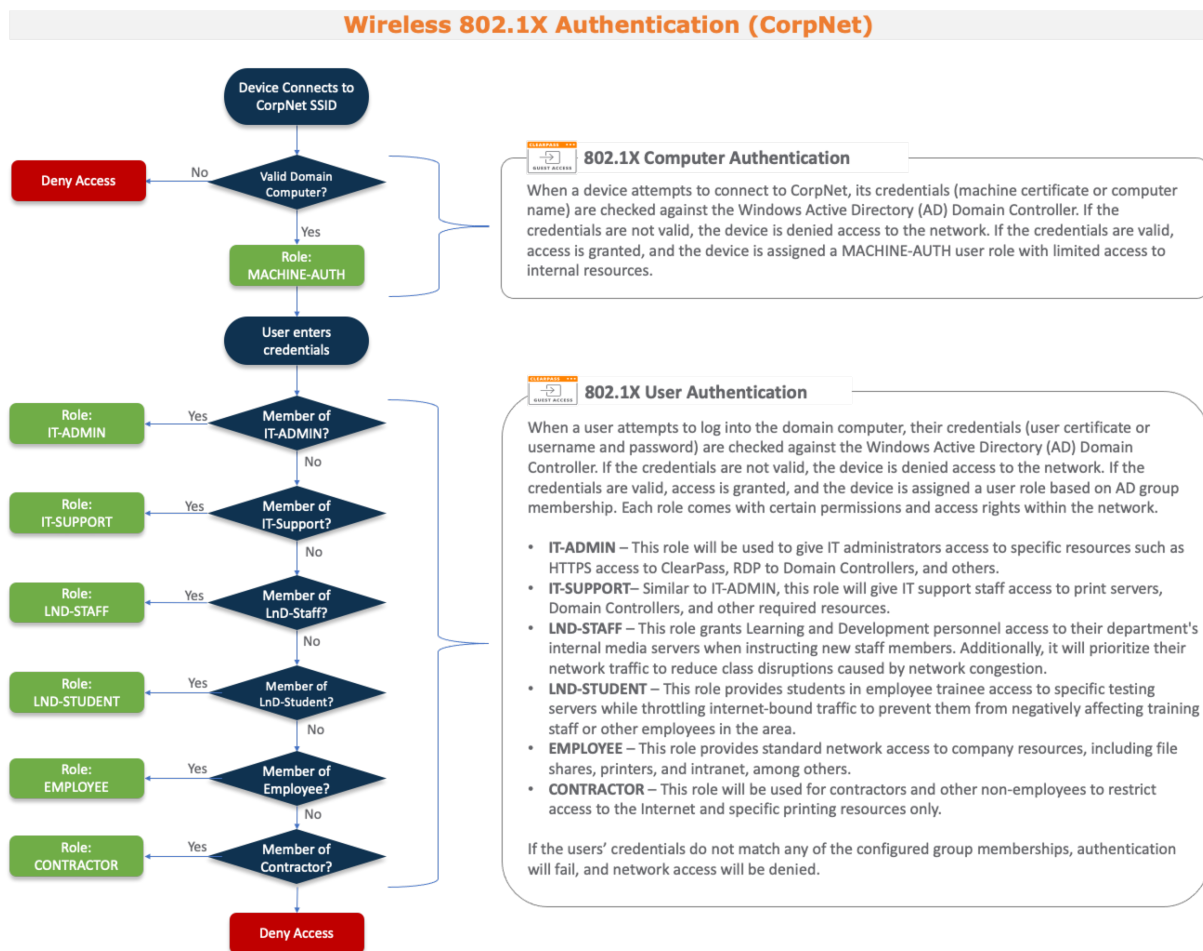 Wireless 802.1X Authentication (CorpNet)
Device Connects to
CorpNet SSID
Valid Domain
Computer?
No
Deny Access
Yes
Role:
MACHINE-AUTH
CLEARPASS
GUEST ACCESS
802.1X Computer Authentication
When a device attempts to connect to CorpNet, its credentials (machine certificate or computer
name) are checked against the Windows Active Directory (AD) Domain Controller. If the
credentials are not valid, the device is denied access to the network. If the credentials are valid,
access is granted, and the device is assigned a MACHINE-AUTH user role with limited access to
internal resources.
User enters
credentials
Member of
IT-ADMIN?
Yes
Role:
IT-ADMIN
No
Member of
IT-Support?
Yes
Role:
IT-SUPPORT
No
Member of
LnD-Staff?
Yes
Role:
LND-STAFF
No
Member of
LnD-Student?
Yes
Role:
LND-STUDENT
No
Member of
Employee?
Yes
Role:
EMPLOYEE
No
Member of
Contractor?
Yes
Role:
CONTRACTOR
Deny Access
CLEARPASS
GUEST ACCESS
802.1X User Authentication
When a user attempts to log into the domain computer, their credentials (user certificate or
username and password) are checked against the Windows Active Directory (AD) Domain
Controller. If the credentials are not valid, the device is denied access to the network. If the
credentials are valid, access is granted, and the device is assigned a user role based on AD group
membership. Each role comes with certain permissions and access rights within the network.
• IT-ADMIN – This role will be used to give IT administrators access to specific resources such as
HTTPS access to ClearPass, RDP to Domain Controllers, and others.
• IT-SUPPORT– Similar to IT-ADMIN, this role will give IT support staff access to print servers,
Domain Controllers, and other required resources.
• LND-STAFF – This role grants Learning and Development personnel access to their department's
internal media servers when instructing new staff members. Additionally, it will prioritize their
network traffic to reduce class disruptions caused by network congestion.
• LND-STUDENT – This role provides students in employee trainee access to specific testing
servers while throttling internet-bound traffic to prevent them from negatively affecting training
staff or other employees in the area.
• EMPLOYEE – This role provides standard network access to company resources, including file
shares, printers, and intranet, among others.
• CONTRACTOR – This role will be used for contractors and other non-employees to restrict
access to the Internet and specific printing resources only.
If the users’ credentials do not match any of the configured group memberships, authentication
will fail, and network access will be denied.